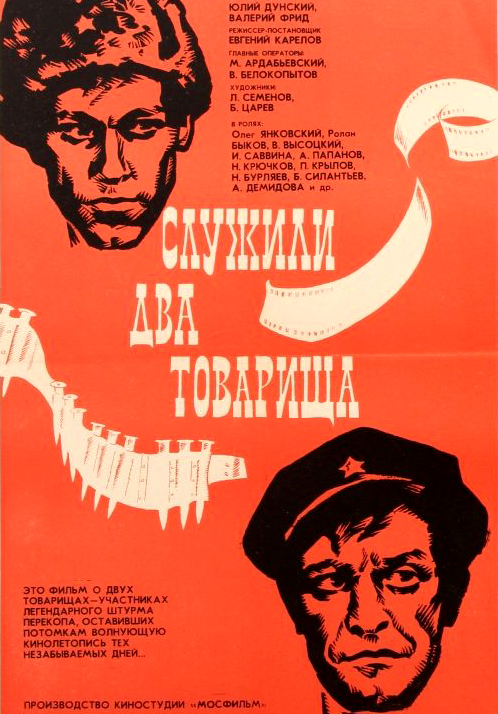 ЮЛИЙ ДУНСКИЙ,
ВАЛЕРИЙ ФРИД
РЕЖИССЕР-ПОСТАНОВЩИК
ЕВГЕНИЙ КАРЕЛОВ
ГЛАВНЫЕ ОПЕРАТОРЫ:
М. АРДАБЬЕВСКИЙ,
В. БЕЛОКОПЫТОВ
ХУДОЖНИКИ:
Л. СЕМЕНОВ,
Б. ЦАРЕВ
В РОЛЯХ:
Олег ЯНКОВСКИЙ, Ролан
БЫКОВ, В. ВЫСОЦКИЙ,
И. САВВИНА, А. ПАПАНОВ,
Н. КРЮЧКОВ, П. КРЫЛОВ,
Н. БУРЛЯЕВ, Б. СИЛАНТЬЕВ,
А. ДЕМИДОВА и др.
СЛУЖИЛИ
ДВА
ТОВАРИЩА
ЭТО ФИЛЬМ О ДВУХ
ТОВАРИЩАХ—УЧАСТНИКАХ
ЛЕГЕНДАРНОГО ШТУРМА
ПЕРЕКОПА, ОСТАВИВШИХ
ПОТОМКАМ ВОЛНУЮЩУЮ
КИНОЛЕТОПИСЬ ТЕХ
НЕЗАБЫВАЕМЫХ ДНЕЙ...
ПРОИЗВОДСТВО КИНОСТУДИИ «МОСФИЛЬМ».